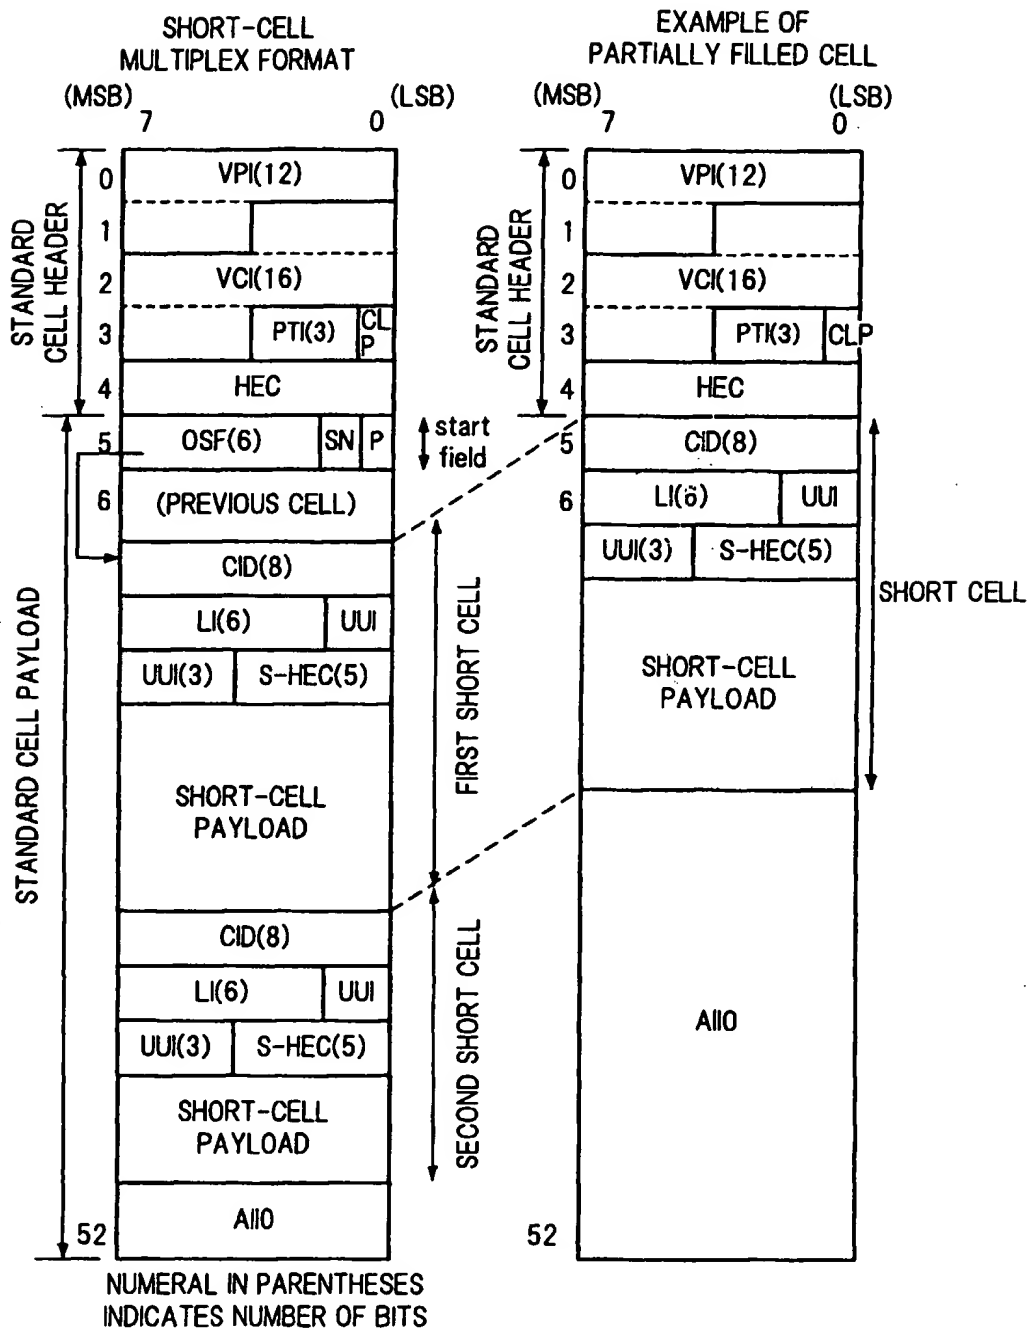 SHORT-CELL
MULTIPLEX FORMAT
(MSB) 7 0 (LSB)
STANDARD
CELL HEADER
0 VPI(12)
1
2 VCI(16)
3 PTI(3) CL
P
4 HEC
STANDARD CELL PAYLOAD
5 OSF(6) SN P
start
field
6 (PREVIOUS CELL)
FIRST SHORT CELL
CID(8)
LI(6) UUI
UUI(3) S-HEC(5)
SHORT-CELL
PAYLOAD
SECOND SHORT CELL
CID(8)
LI(6) UUI
UUI(3) S-HEC(5)
SHORT-CELL
PAYLOAD
52 All0
NUMERAL IN PARENTHESES
INDICATES NUMBER OF BITS
EXAMPLE OF
PARTIALLY FILLED CELL
(MSB) 7 0 (LSB)
STANDARD
CELL HEADER
0 VPI(12)
1
2 VCI(16)
3 PTI(3) CLP
4 HEC
5 CID(8)
6 LI(6) UUI
UUI(3) S-HEC(5)
SHORT CELL
SHORT-CELL
PAYLOAD
All0
52